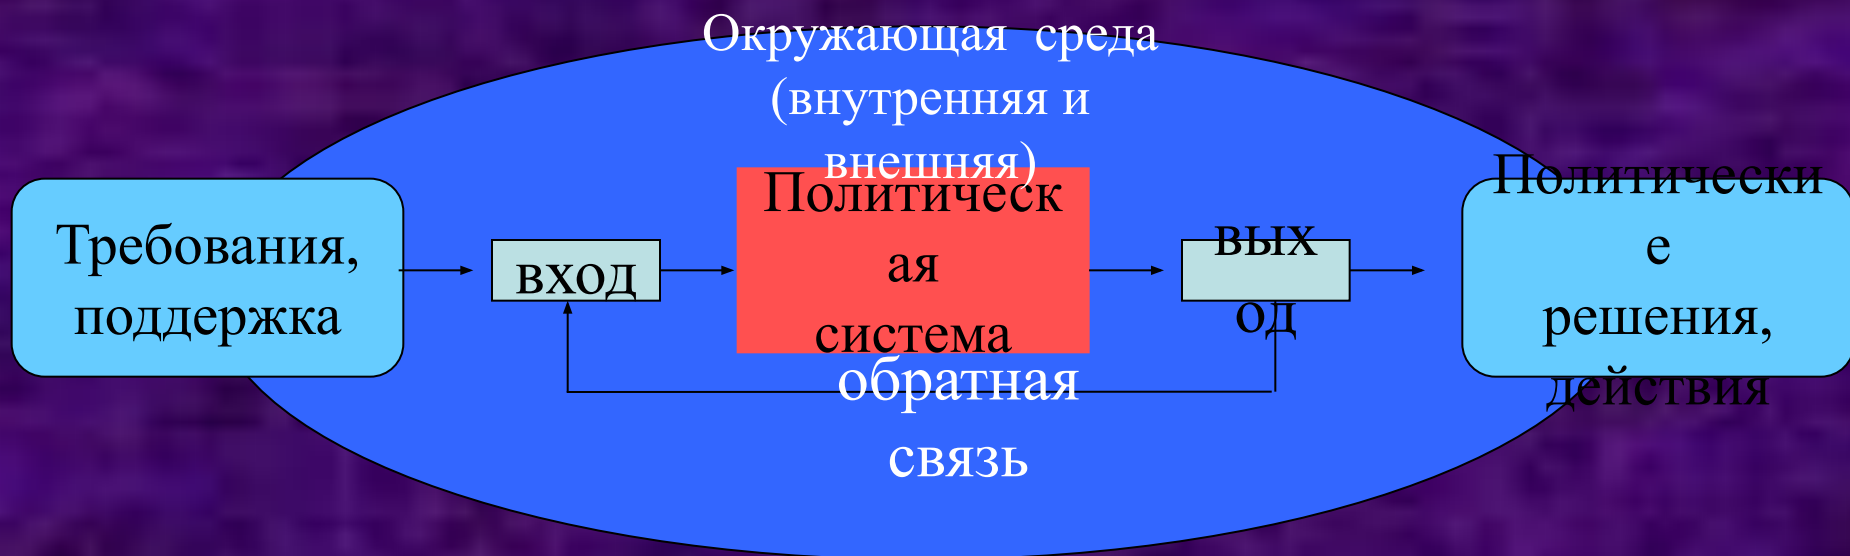 Окружающая среда
(внутренняя и
внешняя)
Требования,
поддержка
вход
Политическ
ая
система
вых
од
Политически
е
решения,
действия
обратная
связь